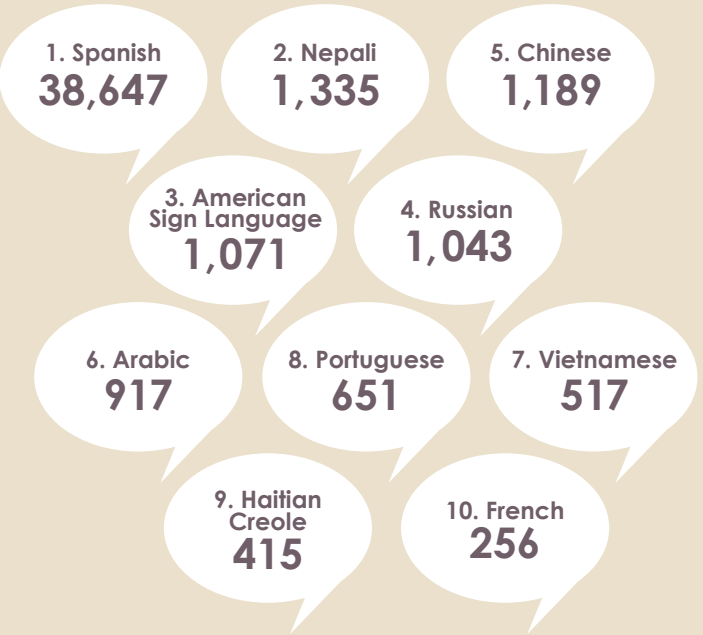 1. Spanish
38,647
2. Nepali
1,335
5. Chinese
1,189
3. American
Sign Language
1,071
4. Russian
1,043
6. Arabic
917
8. Portuguese
651
7. Vietnamese
517
9. Haitian
Creole
415
10. French
256